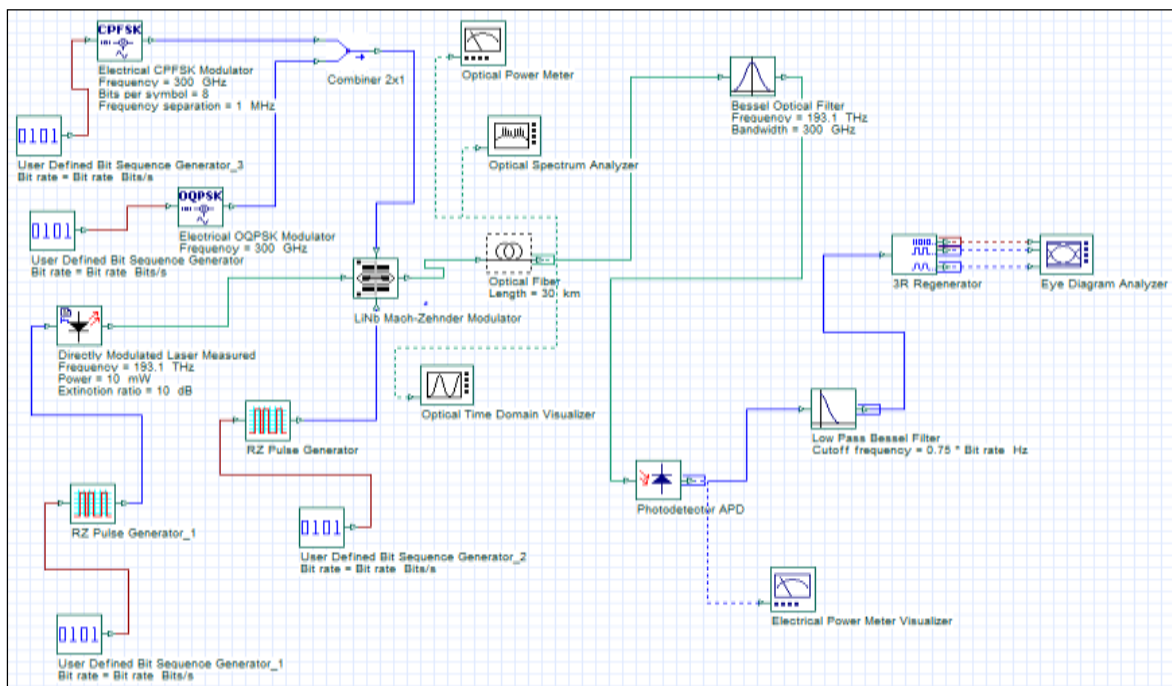 CPFSK
Electrical CPFSK Modulator
Frequency = 300 GHz
Bits per symbol = 8
Frequency separation = 1 MHz
Combiner 2x1
Optical Power Meter
Bessel Optical Filter
Frequency = 193.1 THz
Bandwidth = 300 GHz
0101
User Defined Bit Sequence Generator_3
Bit rate = Bit rate Bits/s
Optical Spectrum Analyzer
OQPSK
Electrical OQPSK Modulator
Frequency = 300 GHz
0101
User Defined Bit Sequence Generator
Bit rate = Bit rate Bits/s
Optical Fiber
Length = 30 km
3R Regenerator
Eye Diagram Analyzer
LiNb Mach-Zehnder Modulator
Directly Modulated Laser Measured
Frequency = 193.1 THz
Power = 10 mW
Extinction ratio = 10 dB
Optical Time Domain Visualizer
RZ Pulse Generator
Low Pass Bessel Filter
Cutoff frequency = 0.75 * Bit rate Hz
Photodetector APD
RZ Pulse Generator_1
0101
User Defined Bit Sequence Generator_2
Bit rate = Bit rate Bits/s
Electrical Power Meter Visualizer
0101
User Defined Bit Sequence Generator_1
Bit rate = Bit rate Bits/s